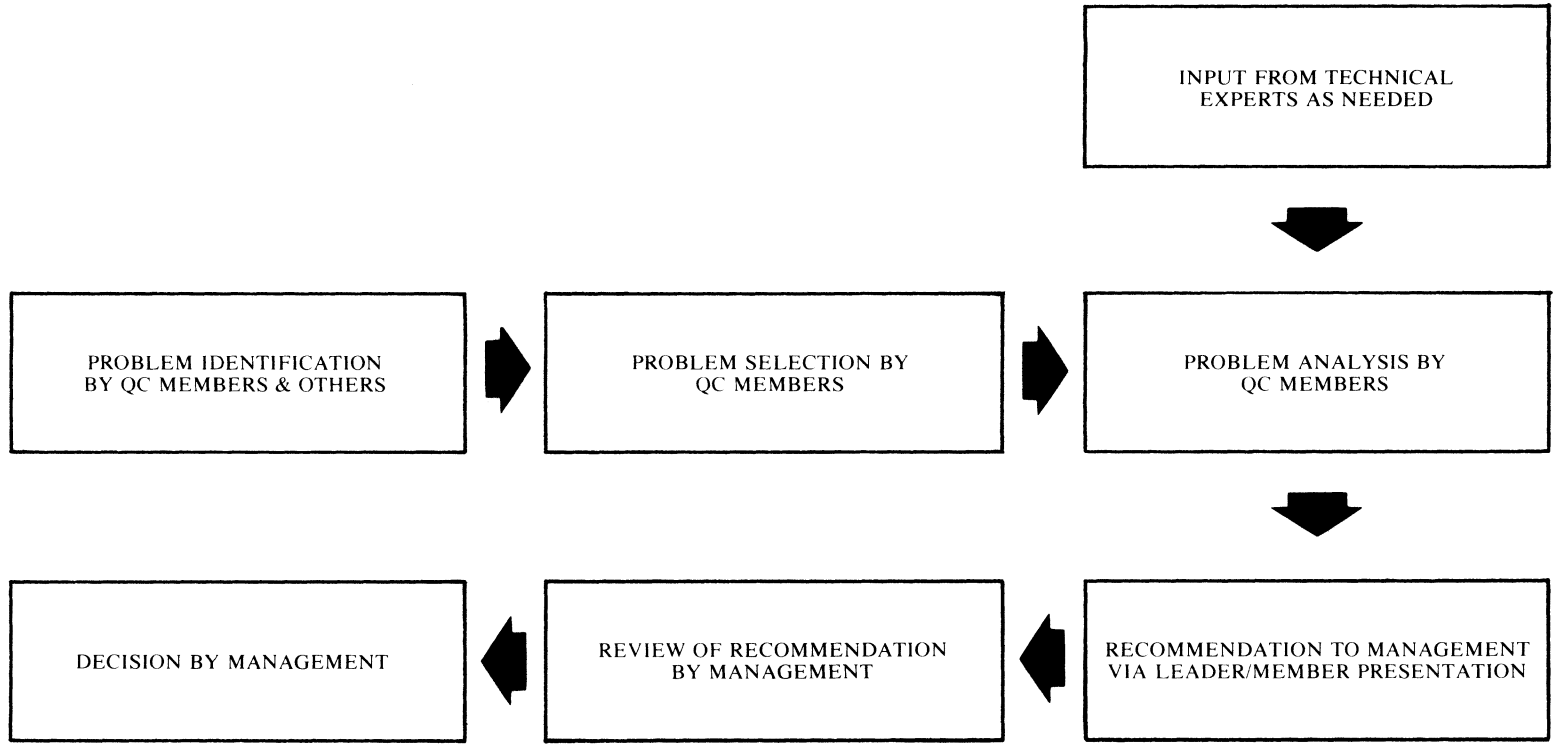 INPUT FROM TECHNICAL
EXPERTS AS NEEDED
PROBLEM IDENTIFICATION
BY QC MEMBERS & OTHERS
PROBLEM SELECTION BY
QC MEMBERS
PROBLEM ANALYSIS BY
QC MEMBERS
DECISION BY MANAGEMENT
REVIEW OF RECOMMENDATION
BY MANAGEMENT
RECOMMENDATION TO MANAGEMENT
VIA LEADER/MEMBER PRESENTATION